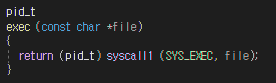 pid_t
exec (const char *file)
{
  return (pid_t) syscall1 (SYS_EXEC, file);
}